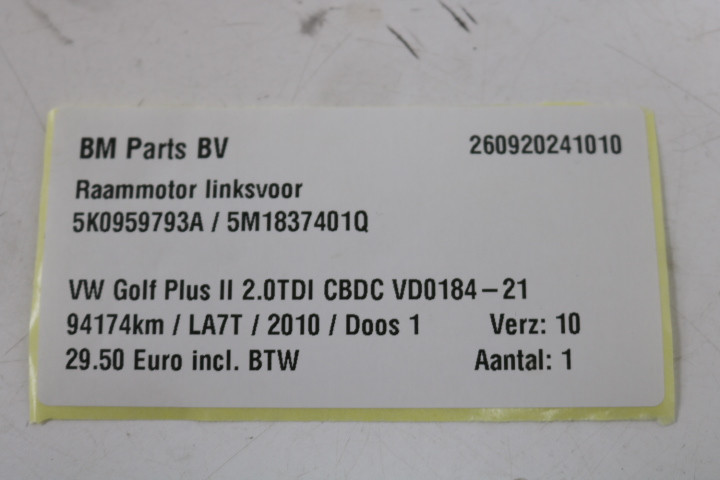 BM Parts BV 260920241010
Raammotor linksvoor
5K0959793A / 5M1837401Q
VW Golf Plus II 2.0TDI CBDC VD0184-21
94174km / LA7T / 2010 / Doos 1 Verz: 10
29.50 Euro incl. BTW Aantal: 1